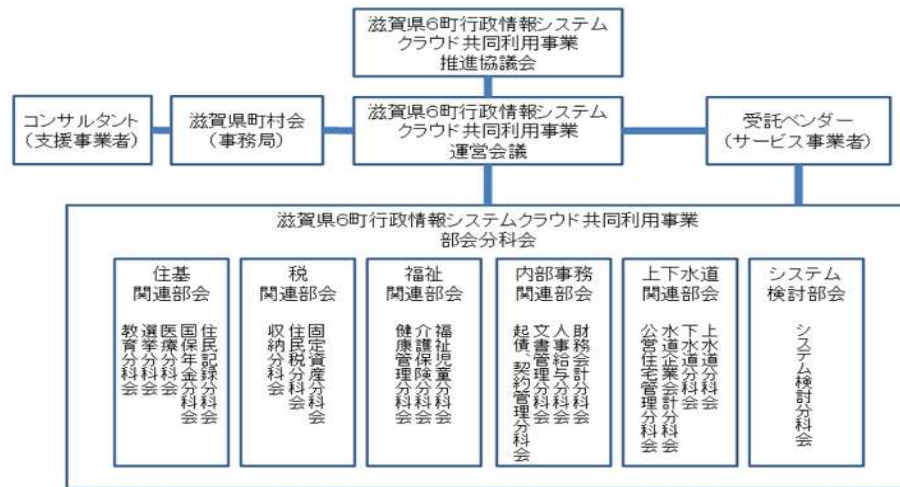 滋賀県6町行政情報システム
クラウド共同利用事業
推進協議会
コンサルタント
(支援事業者)
滋賀県町村会
(事務局)
滋賀県6町行政情報システム
クラウド共同利用事業
運営会議
受託ベンダー
(サービス事業者)
滋賀県6町行政情報システムクラウド共同利用事業
部会分科会
住基
関連部会
住民記録分科会
国保年金分科会
医療分科会
選挙分科会
教育分科会
税
関連部会
固定資産分科会
住民税分科会
収納分科会
福祉
関連部会
福祉児童分科会
介護保険分科会
健康管理分科会
内部事務
関連部会
財務会計分科会
人事給与分科会
文書管理分科会
起債、契約管理分科会
上下水道
関連部会
上水道分科会
下水道分科会
水道企業会計分科会
公営住宅管理分科会
システム
検討部会
システム検討分科会